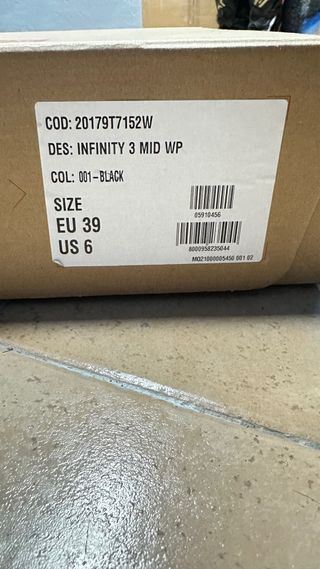 COD: 20179T7152W
DES: INFINITY 3 MID WP
COL: 001-BLACK
SIZE
EU 39
US 6
05910456
8000958235044
MO21000005450 001 02